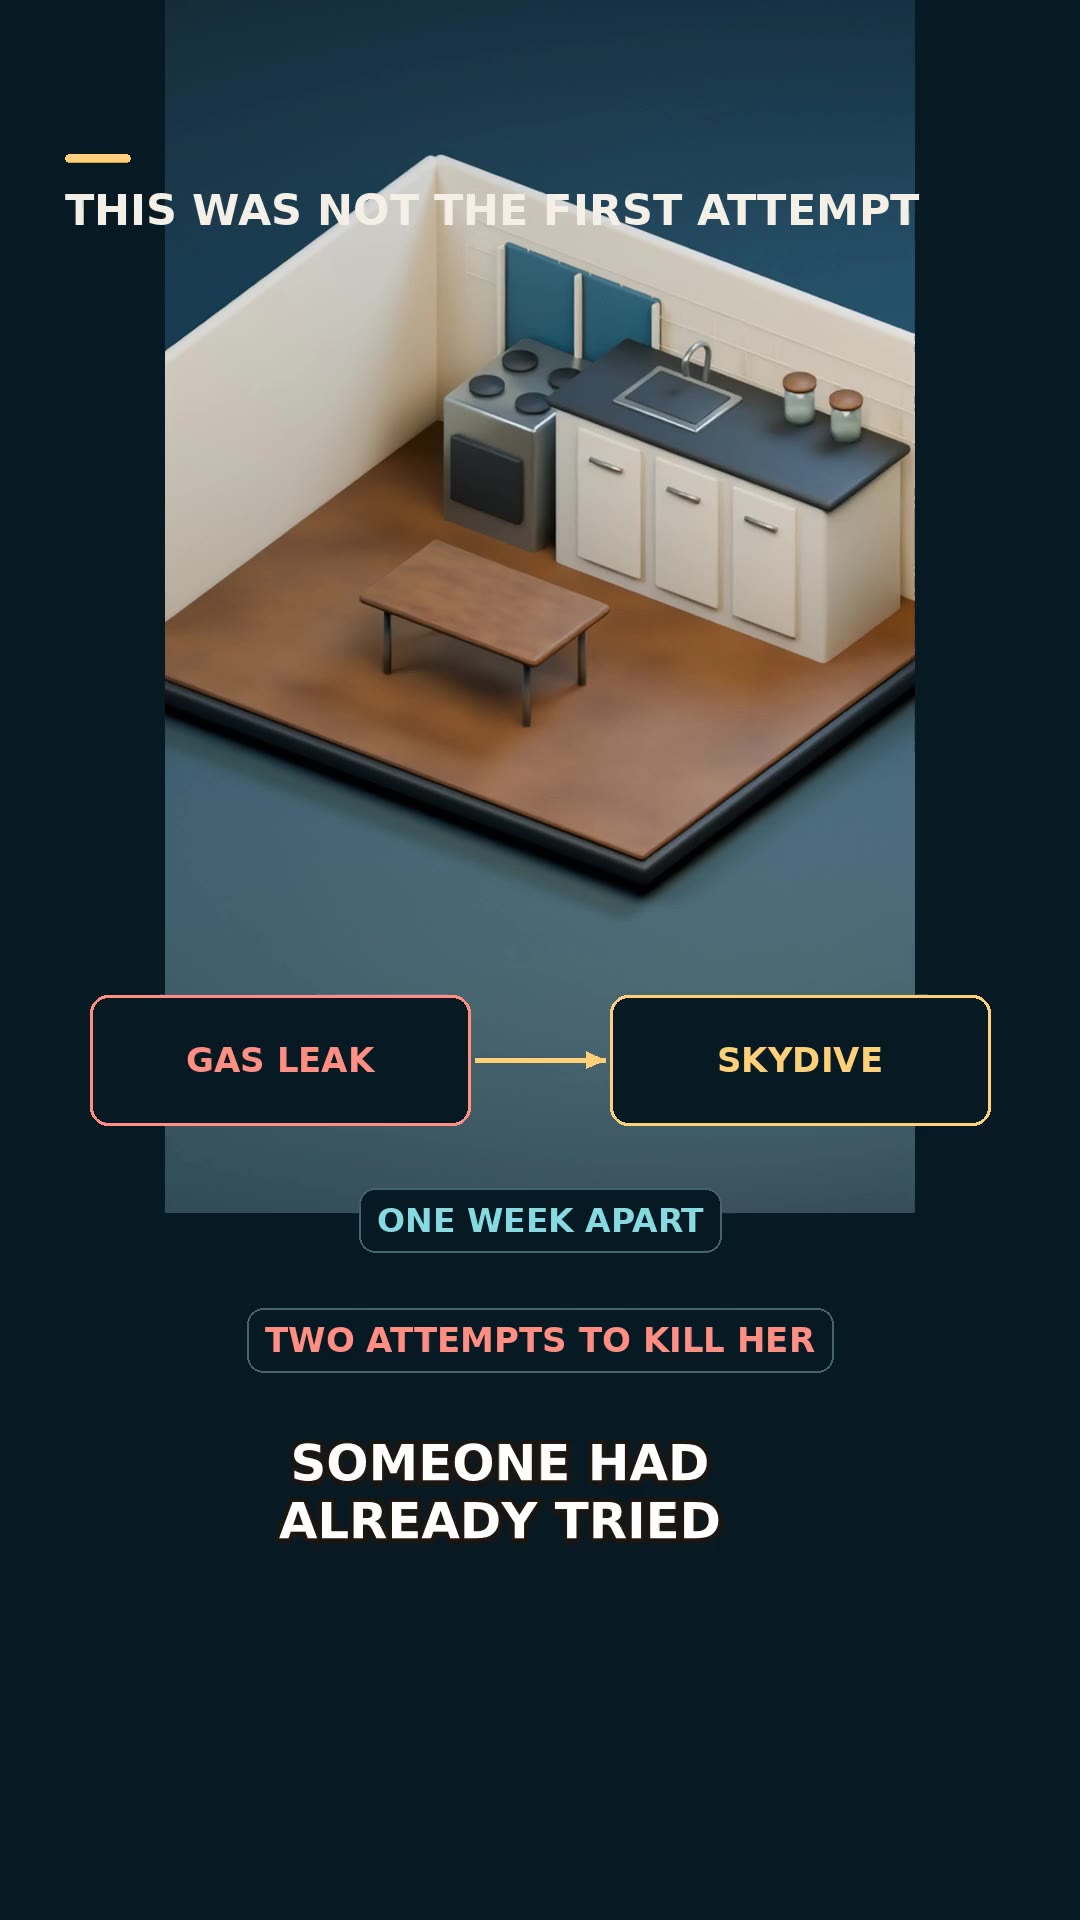 THIS WAS NOT THE FIRST ATTEMPT
GAS LEAK
SKYDIVE
ONE WEEK APART
TWO ATTEMPTS TO KILL HER
SOMEONE HAD
ALREADY TRIED